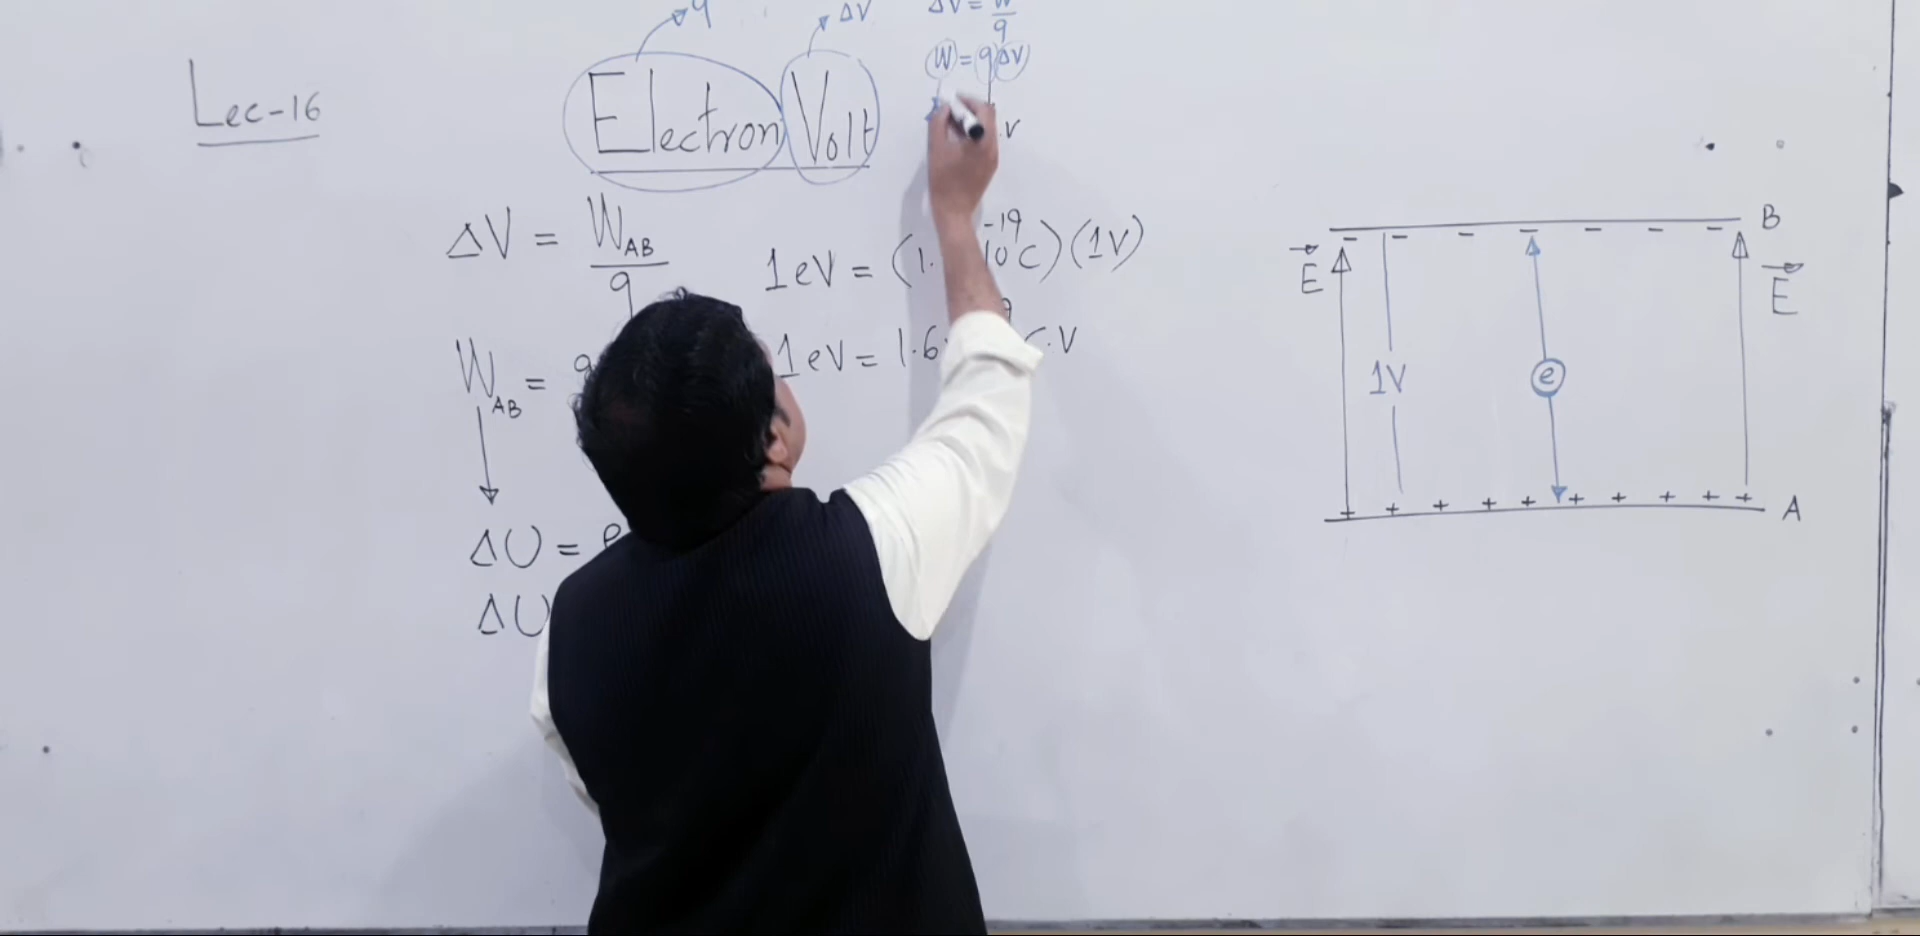 q
ΔV
ΔV = W/q
W = qΔV
Lec-16
Electron Volt
.V
ΔV = W_AB/q
1eV = (1. 10^-19 C)(1V)
W_AB =
1eV = 1.6 C.V
ΔU = e
ΔU
B
E
E
1V
e
A
- - - - - - -
+ + + + + + + + + +